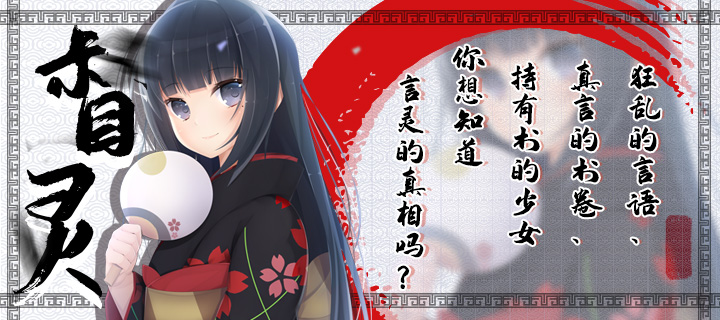 狂乱的言语、
真言的书卷、
持有书的少女
你想知道
言灵的真相吗？
灵